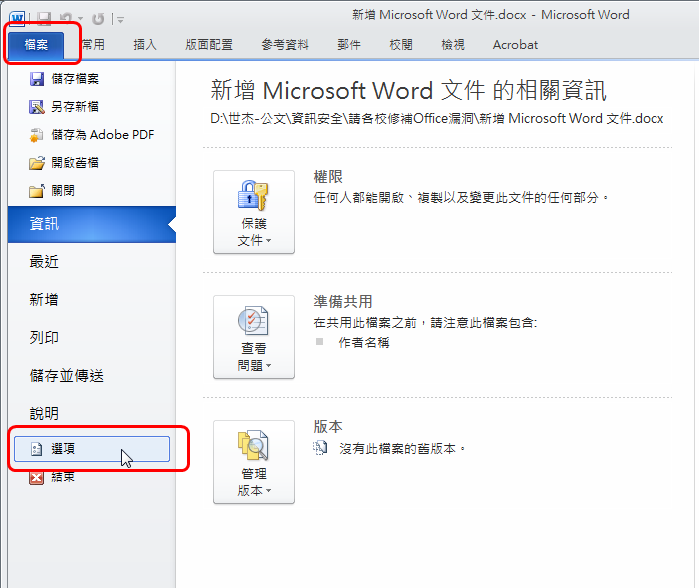 新增 Microsoft Word 文件.docx - Microsoft Word
檔案 常用 插入 版面配置 參考資料 郵件 校閱 檢視 Acrobat
儲存檔案
另存新檔
儲存為 Adobe PDF
開啟舊檔
關閉
資訊
最近
新增
列印
儲存並傳送
說明
選項
結束
新增 Microsoft Word 文件 的相關資訊
D:\世杰-公文\資訊安全\請各校修補Office漏洞\新增 Microsoft Word 文件.docx
保護
文件
權限
任何人都能開啟、複製以及變更此文件的任何部分。
查看
問題
準備共用
在共用此檔案之前，請注意此檔案包含:
作者名稱
管理
版本
版本
沒有此檔案的舊版本。